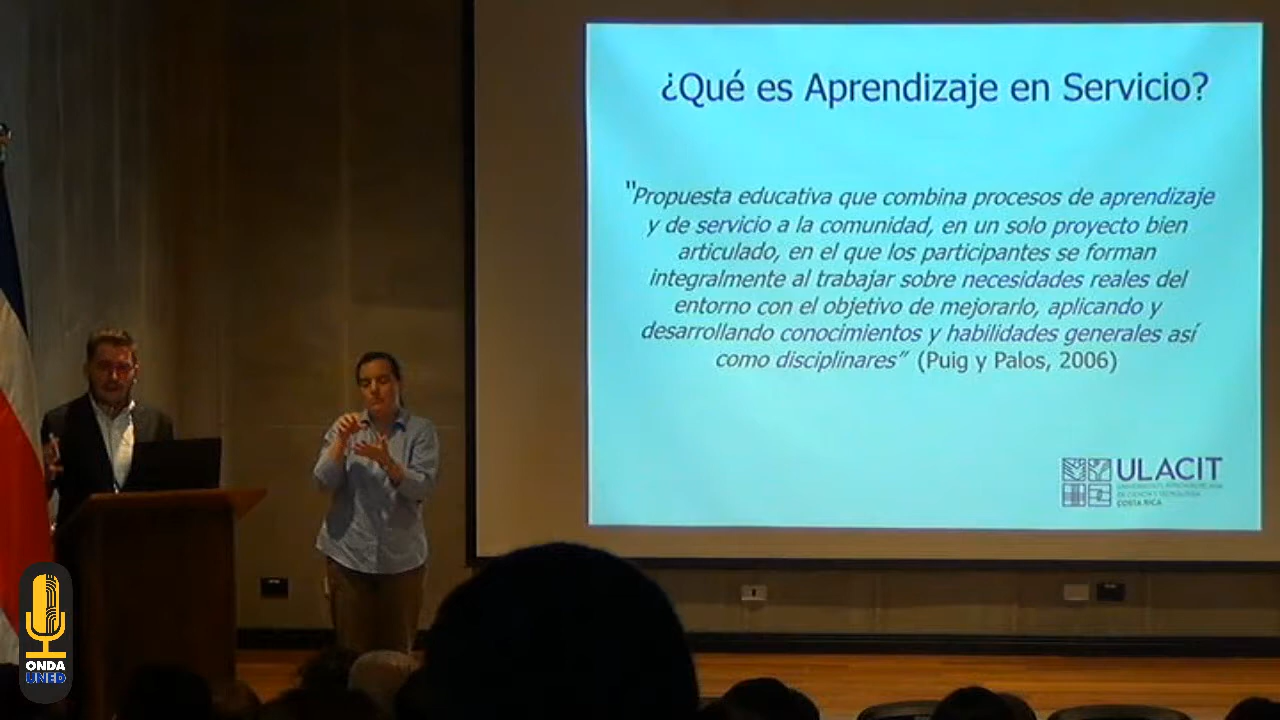 ¿Qué es Aprendizaje en Servicio?
"Propuesta educativa que combina procesos de aprendizaje
y de servicio a la comunidad, en un solo proyecto bien
articulado, en el que los participantes se forman
integralmente al trabajar sobre necesidades reales del
entorno con el objetivo de mejorarlo, aplicando y
desarrollando conocimientos y habilidades generales así
como disciplinares" (Puig y Palos, 2006)
ULACIT
COSTA RICA
ONDA
UNED